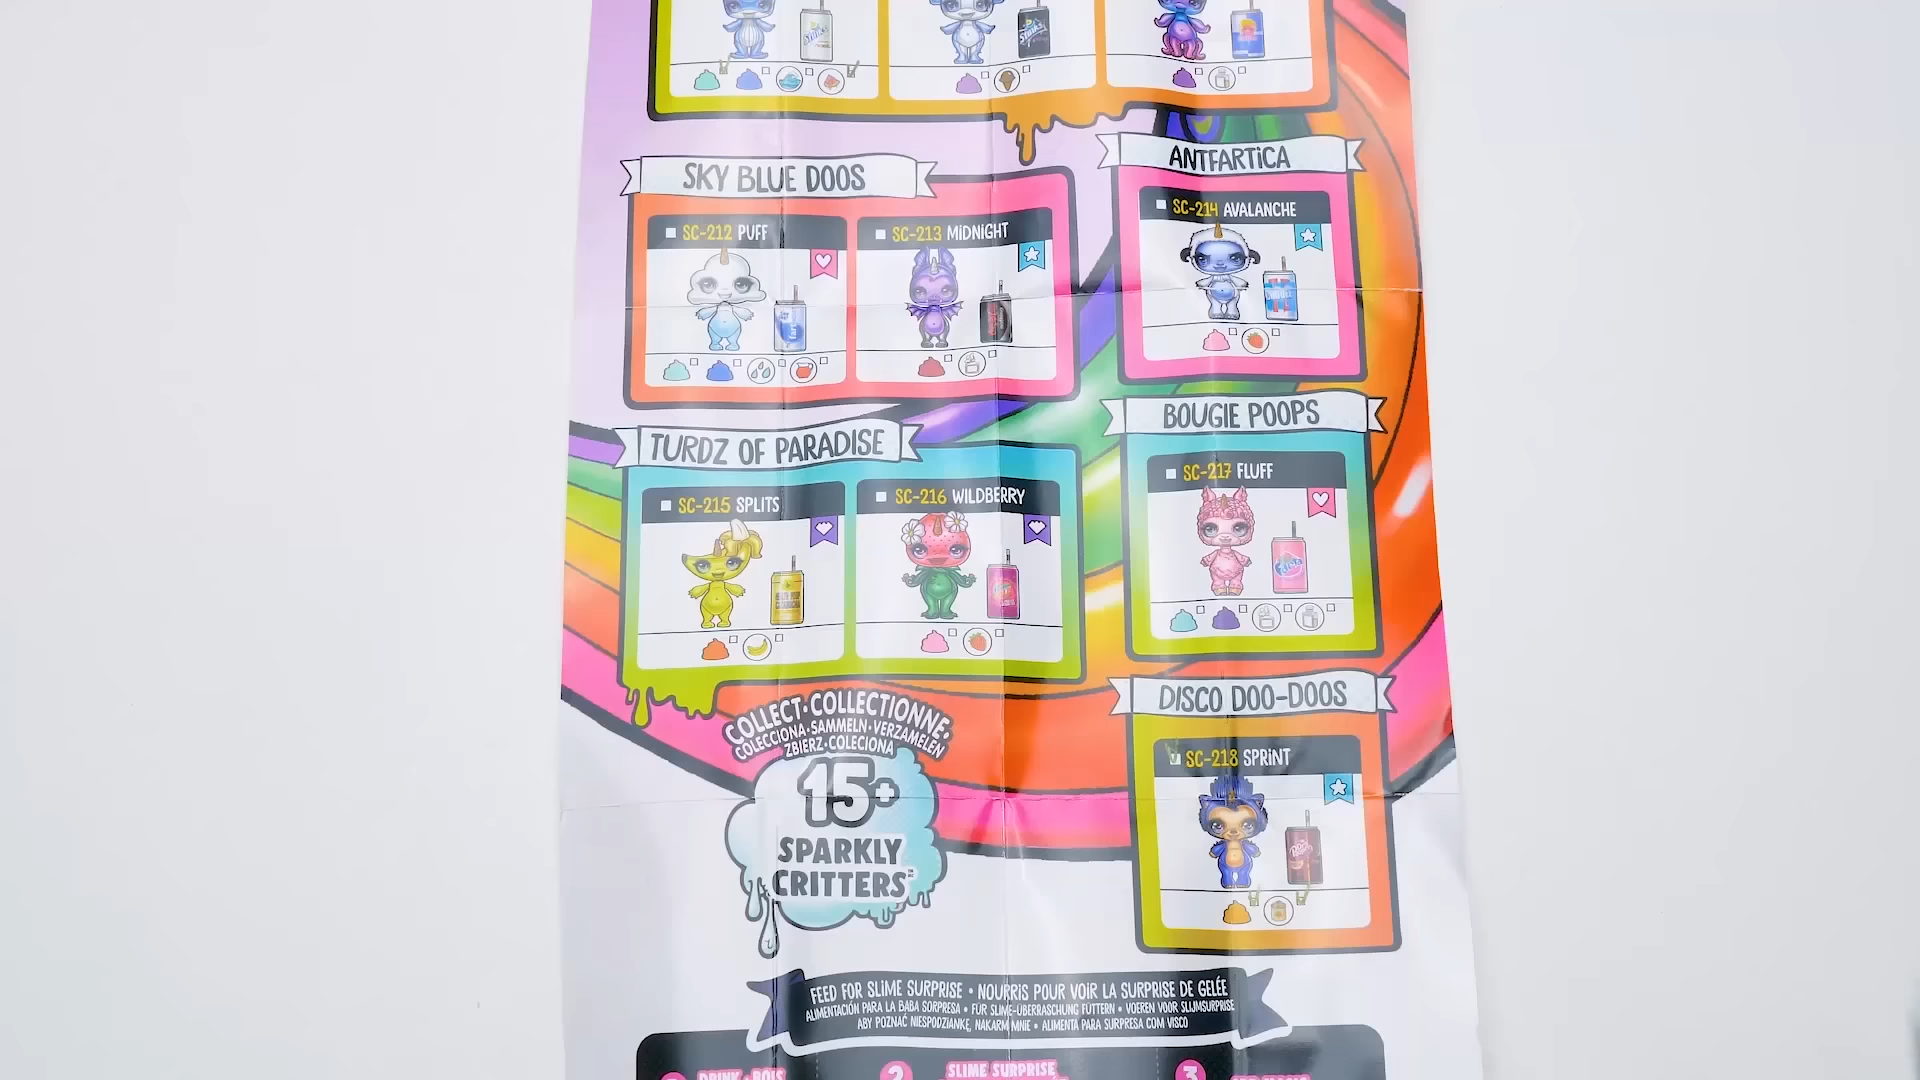 SKY BLUE DOOS
SC-212 PUFF
SC-213 MIDNIGHT
ANTFARTICA
SC-214 AVALANCHE
TURDZ OF PARADISE
SC-215 SPLITS
SC-216 WILDBERRY
BOUGIE POOPS
SC-217 FLUFF
DISCO DOO-DOOS
SC-218 SPRINT
COLLECT · COLLECTIONNE ·
COLECCIONA · SAMMELN · VERZAMELEN
ZBIERZ · COLECIONA
15+
SPARKLY
CRITTERS
FEED FOR SLIME SURPRISE • NOURRIS POUR VOIR LA SURPRISE DE GELÉE
ALIMENTACIÓN PARA LA BABA SORPRESA • FÜR SLIME-ÜBERRASCHUNG FÜTTERN • VOEREN VOOR SLIJMSURPRISE
ABY POZNAĆ NIESPODZIANKĘ, NAKARM MNIE • ALIMENTA PARA SURPRESA COM VISCO
DRINK • BOIS
2
SLIME SURPRISE
3